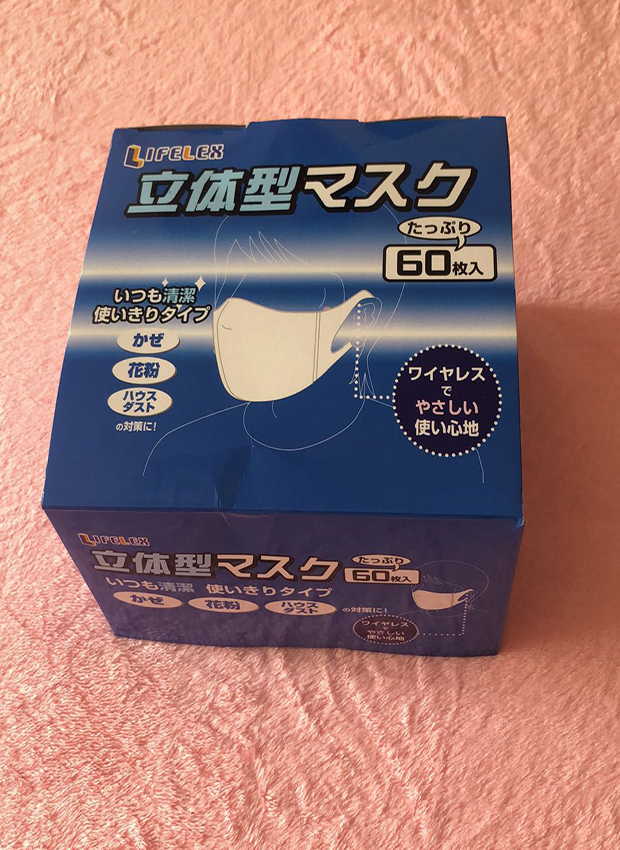 LIFELEX
立体型マスク
たっぷり
60枚入
いつも清潔
使いきりタイプ
かぜ
花粉
ハウス
ダスト
の対策に!
ワイヤレス
で
やさしい
使い心地
LIFELEX
立体型マスク
たっぷり
60枚入
いつも清潔 使いきりタイプ
かぜ
花粉
ハウス
ダスト
の対策に!
ワイヤレス
で
やさしい
使い心地